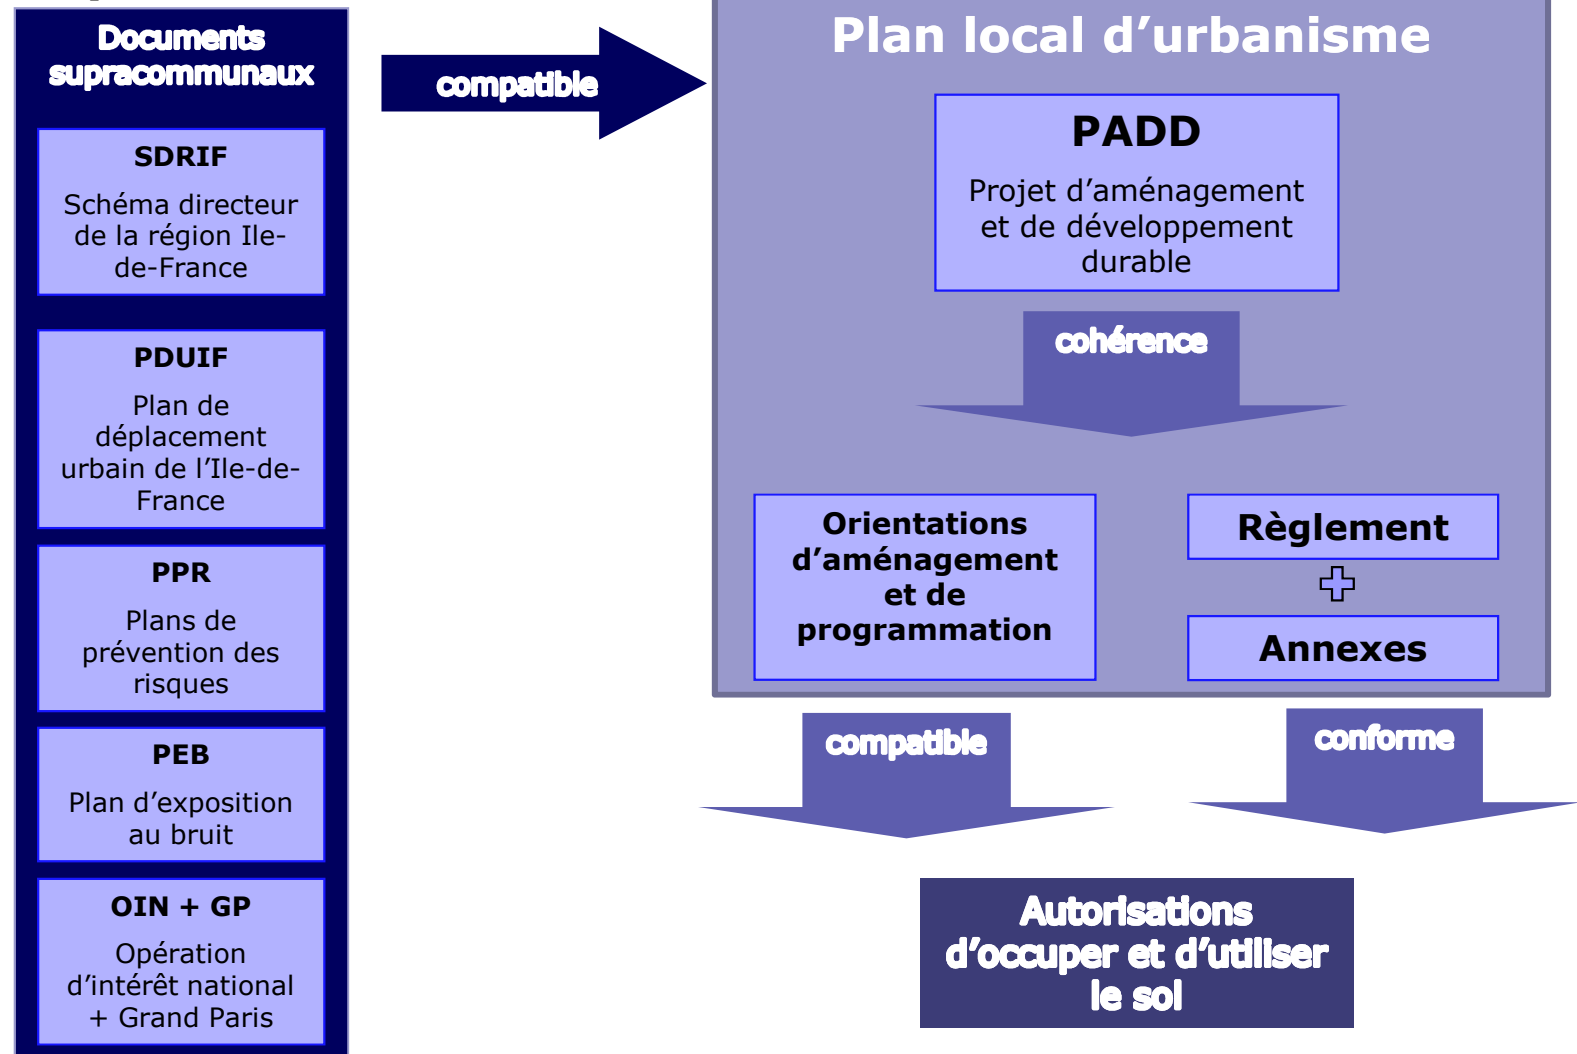 Documents
supracommunaux
SDRIF
Schéma directeur
de la région Ile-
de-France
PDUIF
Plan de
déplacement
urbain de l’Ile-de-
France
PPR
Plans de
prévention des
risques
PEB
Plan d’exposition
au bruit
OIN + GP
Opération
d’intérêt national
+ Grand Paris
compatible
Plan local d’urbanisme
PADD
Projet d’aménagement
et de développement
durable
cohérence
Orientations
d’aménagement
et de
programmation
Règlement
Annexes
compatible
conforme
Autorisations
d’occuper et d’utiliser
le sol